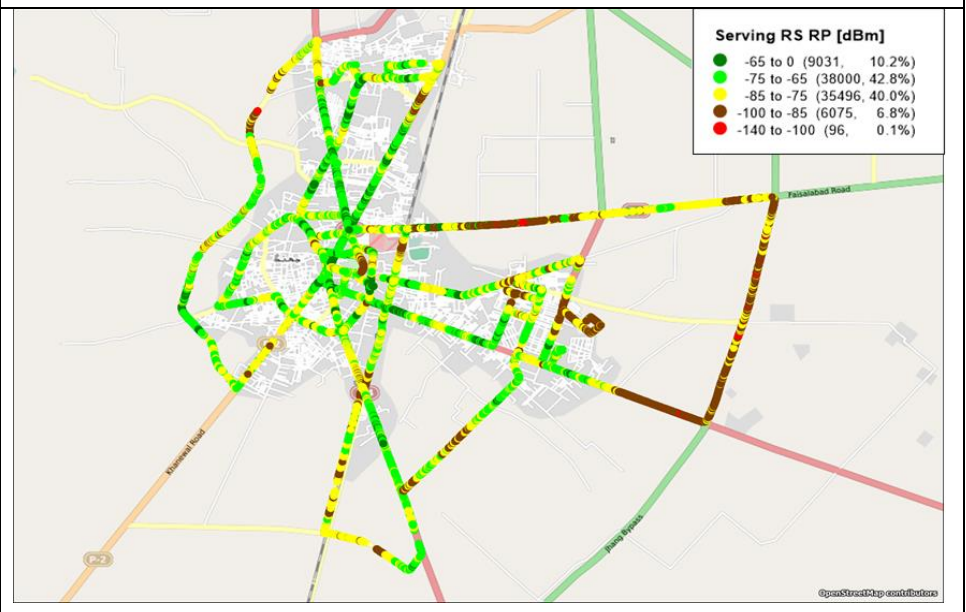 Serving RS RP [dBm]
-65 to 0 (9031, 10.2%)
-75 to -65 (38000, 42.8%)
-85 to -75 (35496, 40.0%)
-100 to -85 (6075, 6.8%)
-140 to -100 (96, 0.1%)
Faisalabad Road
Khanewal Road
Jhang Bypass
OpenStreetMap contributors